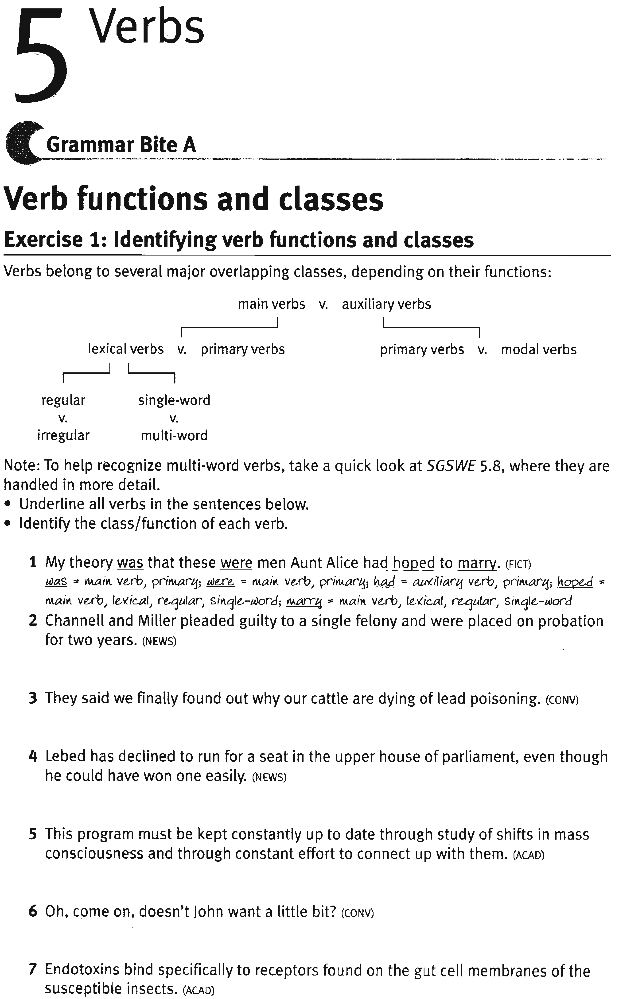 5 Verbs
Grammar Bite A
Verb functions and classes
Exercise 1: Identifying verb functions and classes
Verbs belong to several major overlapping classes, depending on their functions:
main verbs v. auxiliary verbs
lexical verbs v. primary verbs primary verbs v. modal verbs
regular single-word
v. v.
irregular multi-word
Note: To help recognize multi-word verbs, take a quick look at SGSWE 5.8, where they are
handled in more detail.
• Underline all verbs in the sentences below.
• Identify the class/function of each verb.
1 My theory was that these were men Aunt Alice had hoped to marry. (FICT)
was = main verb, primary; were = main verb, primary; had = auxiliary verb, primary; hoped =
main verb, lexical, regular, single-word; marry = main verb, lexical, regular, single-word
2 Channell and Miller pleaded guilty to a single felony and were placed on probation
for two years. (NEWS)
3 They said we finally found out why our cattle are dying of lead poisoning. (CONV)
4 Lebed has declined to run for a seat in the upper house of parliament, even though
he could have won one easily. (NEWS)
5 This program must be kept constantly up to date through study of shifts in mass
consciousness and through constant effort to connect up with them. (ACAD)
6 Oh, come on, doesn't John want a little bit? (CONV)
7 Endotoxins bind specifically to receptors found on the gut cell membranes of the
susceptible insects. (ACAD)